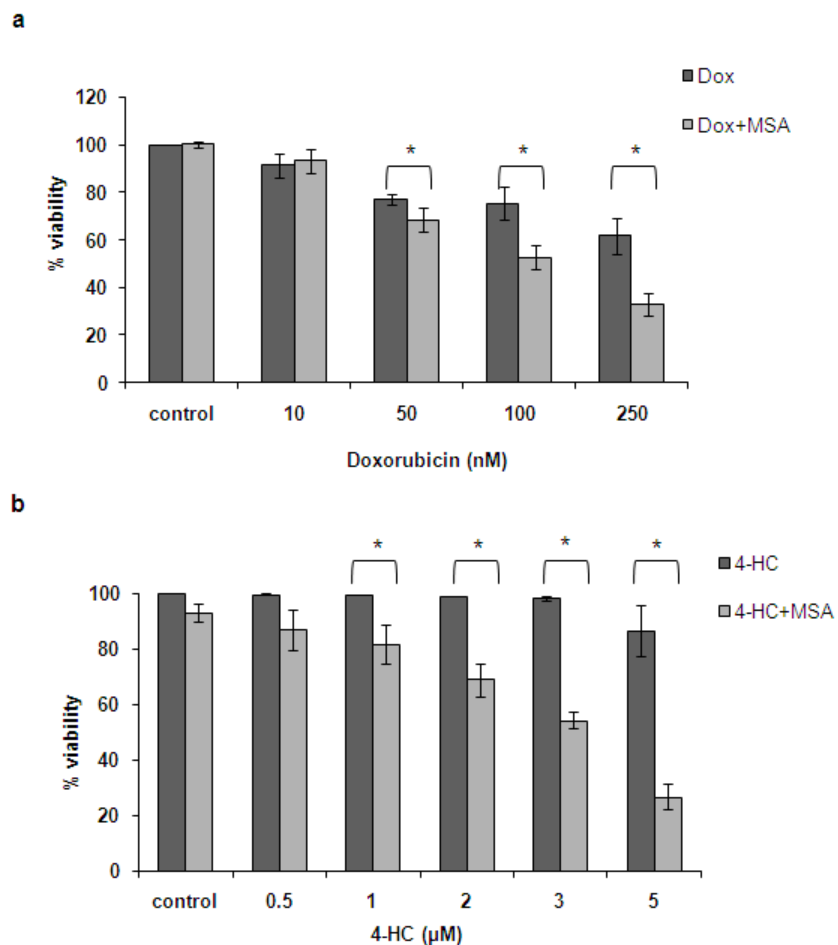 a
Dox
Dox+MSA
120
100
80
60
40
20
0
% viability
* * *
control 10 50 100 250
Doxorubicin (nM)
b
4-HC
4-HC+MSA
* * * *
100
80
60
40
20
0
% viability
control 0.5 1 2 3 5
4-HC (µM)